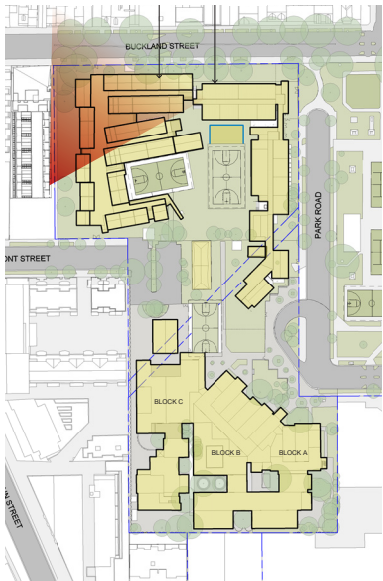 BUCKLAND STREET
PARK ROAD
ONT STREET
BLOCK C
BLOCK B
BLOCK A
N STREET